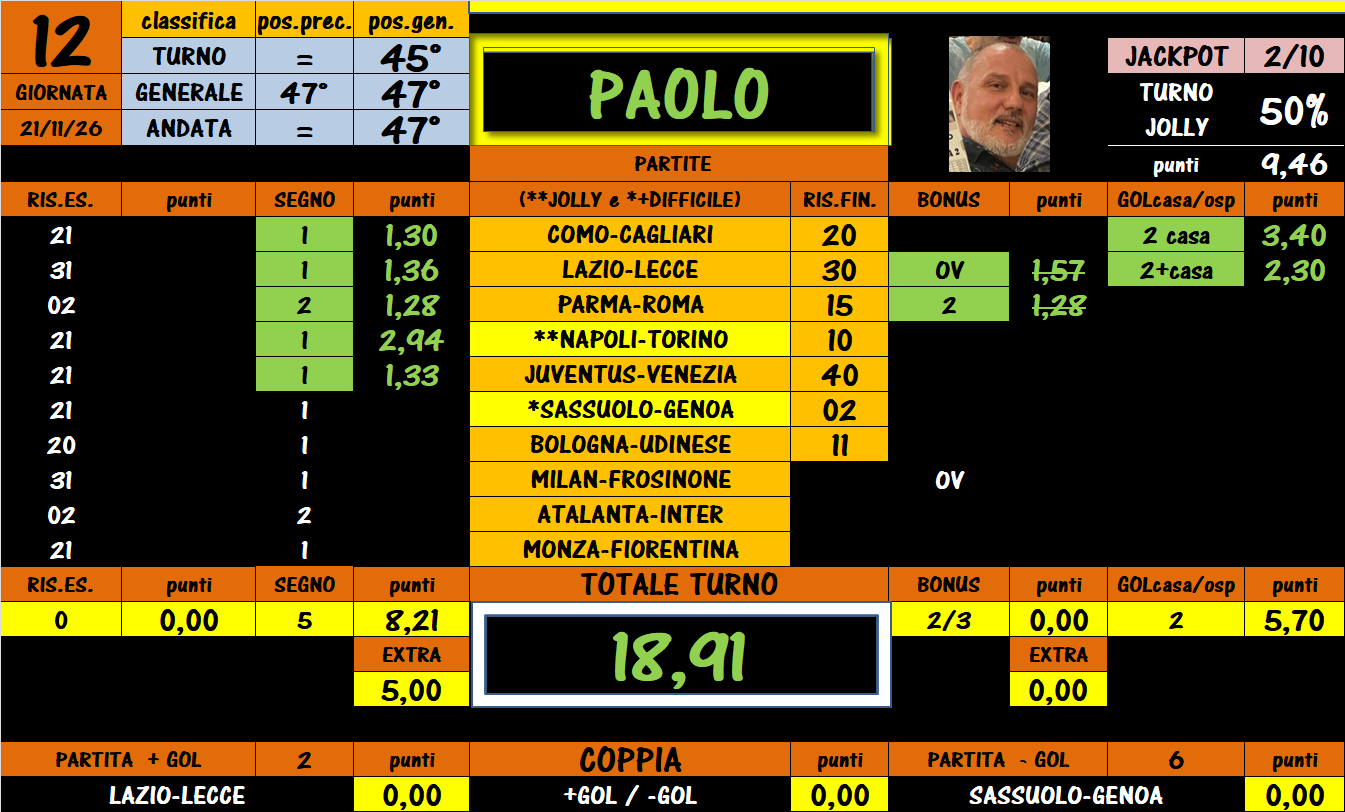 12 classifica pos.prec. pos.gen.
TURNO = 45° JACKPOT 2/10
GIORNATA GENERALE 47° 47° PAOLO TURNO JOLLY 50%
21/11/26 ANDATA = 47°
PARTITE punti 9,46
RIS.ES. punti SEGNO punti (**JOLLY e *+DIFFICILE) RIS.FIN. BONUS punti GOLcasa/osp punti
21 1 1,30 COMO-CAGLIARI 20 2 casa 3,40
31 1 1,36 LAZIO-LECCE 30 OV 1,57 2+casa 2,30
02 2 1,28 PARMA-ROMA 15 2 1,28
21 1 2,94 **NAPOLI-TORINO 10
21 1 1,33 JUVENTUS-VENEZIA 40
21 1 *SASSUOLO-GENOA 02
20 1 BOLOGNA-UDINESE 11
31 1 MILAN-FROSINONE OV
02 2 ATALANTA-INTER
21 1 MONZA-FIORENTINA
RIS.ES. punti SEGNO punti TOTALE TURNO BONUS punti GOLcasa/osp punti
0 0,00 5 8,21 2/3 0,00 2 5,70
EXTRA 18,91 EXTRA
5,00 0,00
PARTITA + GOL 2 punti COPPIA punti PARTITA - GOL 6 punti
LAZIO-LECCE 0,00 +GOL / -GOL 0,00 SASSUOLO-GENOA 0,00